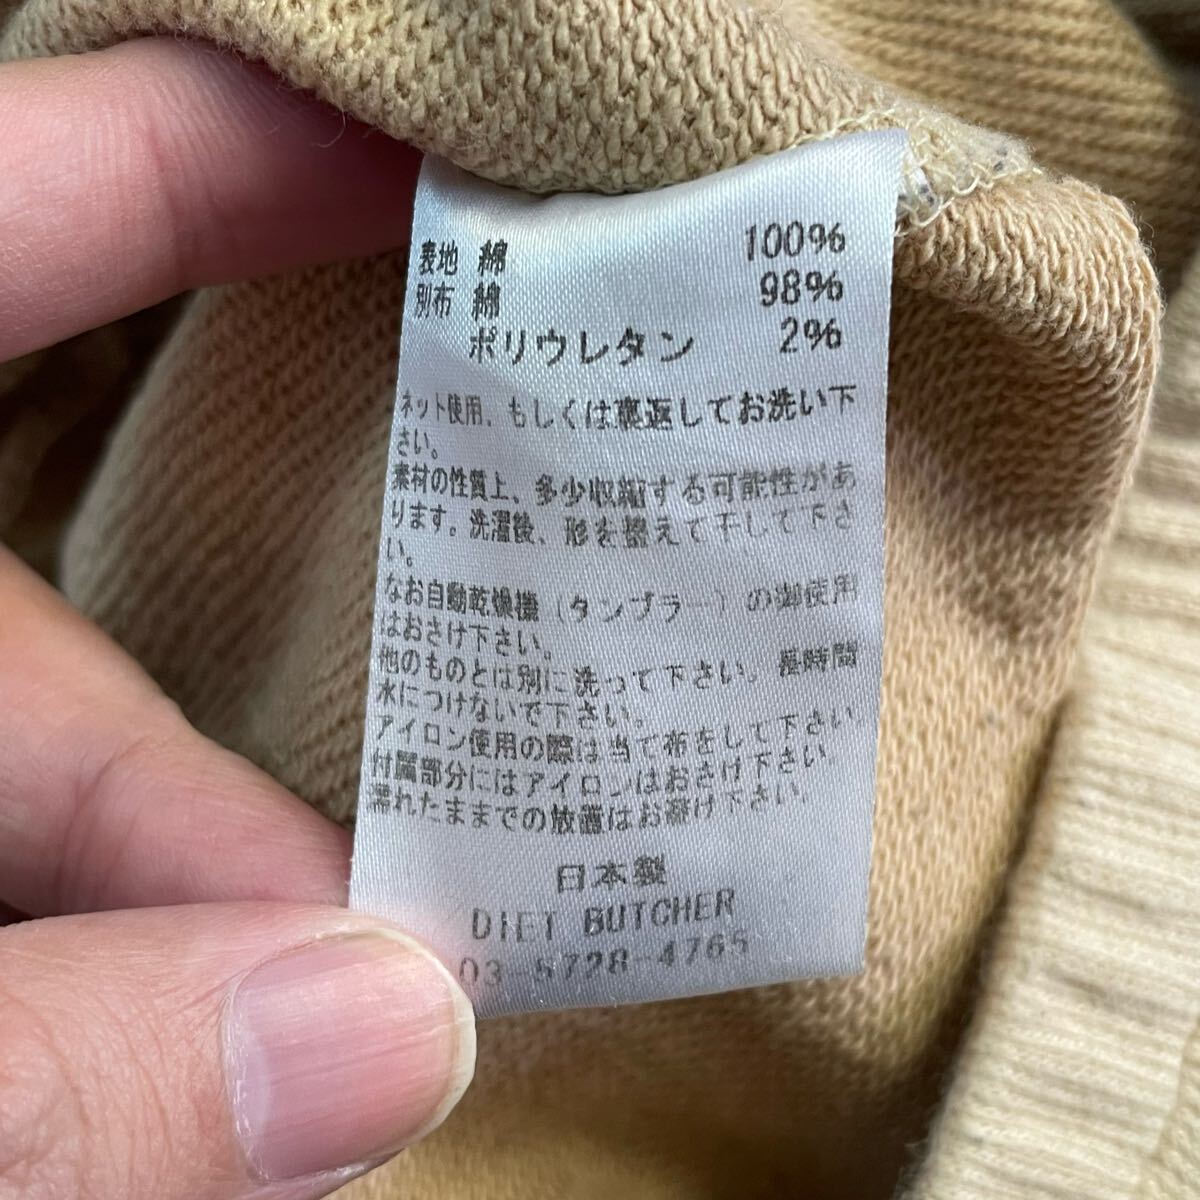 表地 綿 100%
別布 綿 98%
ポリウレタン 2%
ネット使用、もしくは裏返してお洗い下
さい。
素材の性質上、多少収縮する可能性があ
ります。洗濯後、形を整えて干して下さ
い。
なお自動乾燥機(タンブラー)の御使用
はおさけ下さい。
他のものとは別に洗って下さい。長時間
水につけないで下さい。
アイロン使用の際は当て布をして下さい。
付属部分にはアイロンはおさけ下さい。
濡れたままでの放置はお避け下さい。
日本製
DIET BUTCHER
03-5728-4765